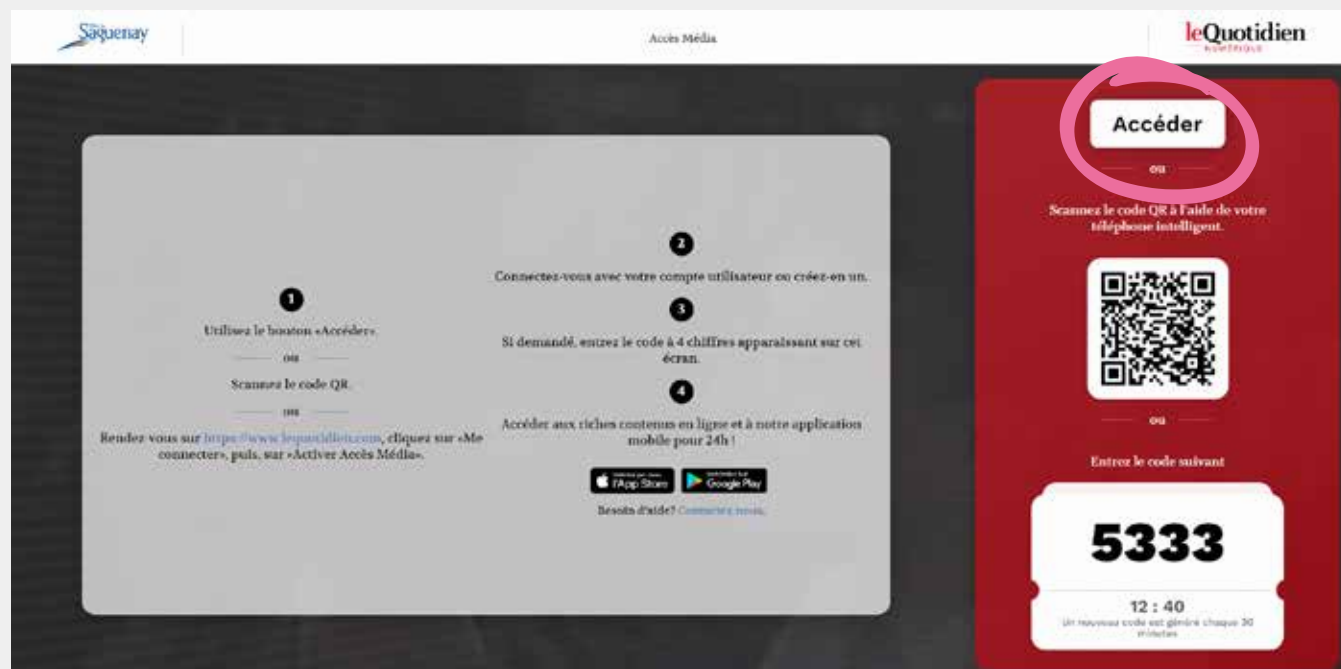 Ville de
Saguenay
Accès Média
leQuotidien
NUMÉRIQUE
1
Utilisez le bouton «Accéder».
ou
Scannez le code QR.
ou
Rendez-vous sur https://www.lequotidien.com, cliquez sur «Me
connecter», puis, sur «Activer Accès Média».
2
Connectez-vous avec votre compte utilisateur ou créez-en un.
3
Si demandé, entrez le code à 4 chiffres apparaissant sur cet
écran.
4
Accéder aux riches contenus en ligne et à notre application
mobile pour 24h !
l'App Store
Google Play
Besoin d'aide? Contactez-nous.
Accéder
ou
Scannez le code QR à l'aide de votre
téléphone intelligent.
ou
Entrez le code suivant
5333
12 : 40
Un nouveau code est généré chaque 30
minutes